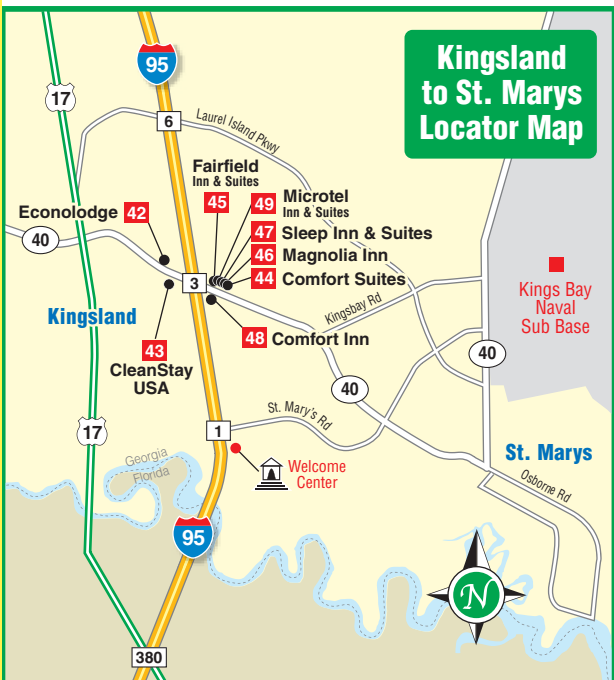 Kingsland
to St. Marys
Locator Map
95
17
6
Laurel Island Pkwy
Fairfield
Inn & Suites
45
49
Microtel
Inn & Suites
Econolodge 42
47 Sleep Inn & Suites
40
46 Magnolia Inn
3
44 Comfort Suites
Kings Bay
Naval
Sub Base
Kingsbay Rd
Kingsland
48 Comfort Inn
43
CleanStay
USA
40
40
St. Mary's Rd
17
1
Georgia
Florida
Welcome
Center
St. Marys
Osborne Rd
95
N
380